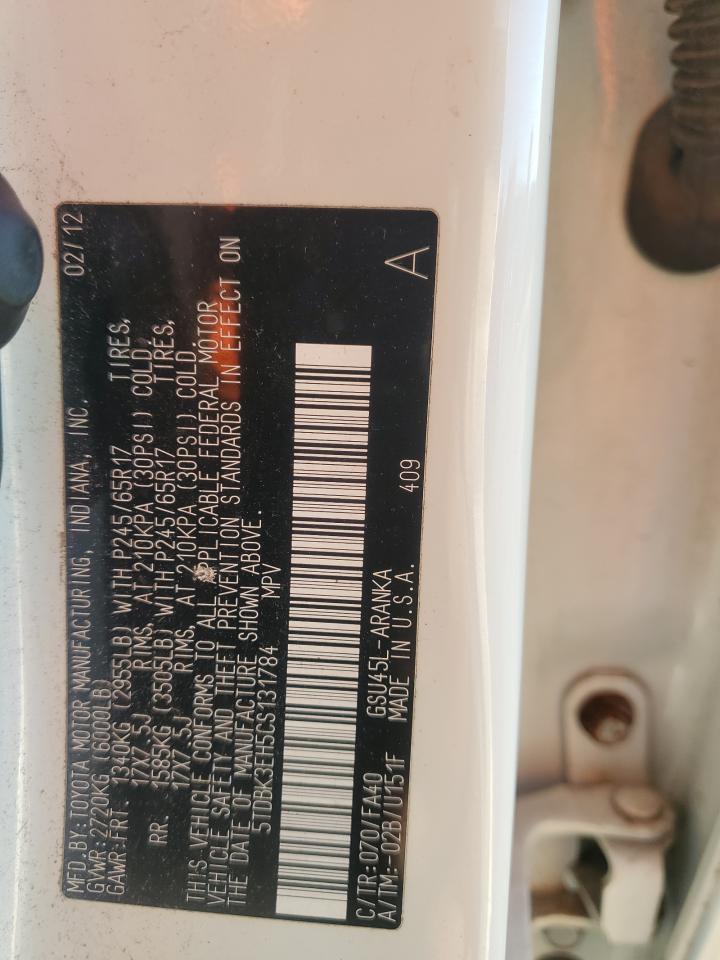 MFD.BY: TOYOTA MOTOR MANUFACTURING, INDIANA, INC. 02/12
GVWR: 2720KG (6000LB)
GAWR: FRT. 1340KG (2955LB) WITH P245/65R17 TIRES,
17X7.5J RIMS, AT 210KPA (30PSI) COLD.
RR. 1585KG (3505LB) WITH P245/65R17 TIRES,
17X7.5J RIMS, AT 210KPA (30PSI) COLD.
THIS VEHICLE CONFORMS TO ALL APPLICABLE FEDERAL MOTOR
VEHICLE SAFETY AND THEFT PREVENTION STANDARDS IN EFFECT ON
THE DATE OF MANUFACTURE SHOWN ABOVE.
5TDBK3EH5CS131784 MPV
C/TR: 070/FA40 GSU45L-ARANKA 409 A
A/TM: -02B/U151F MADE IN U.S.A.